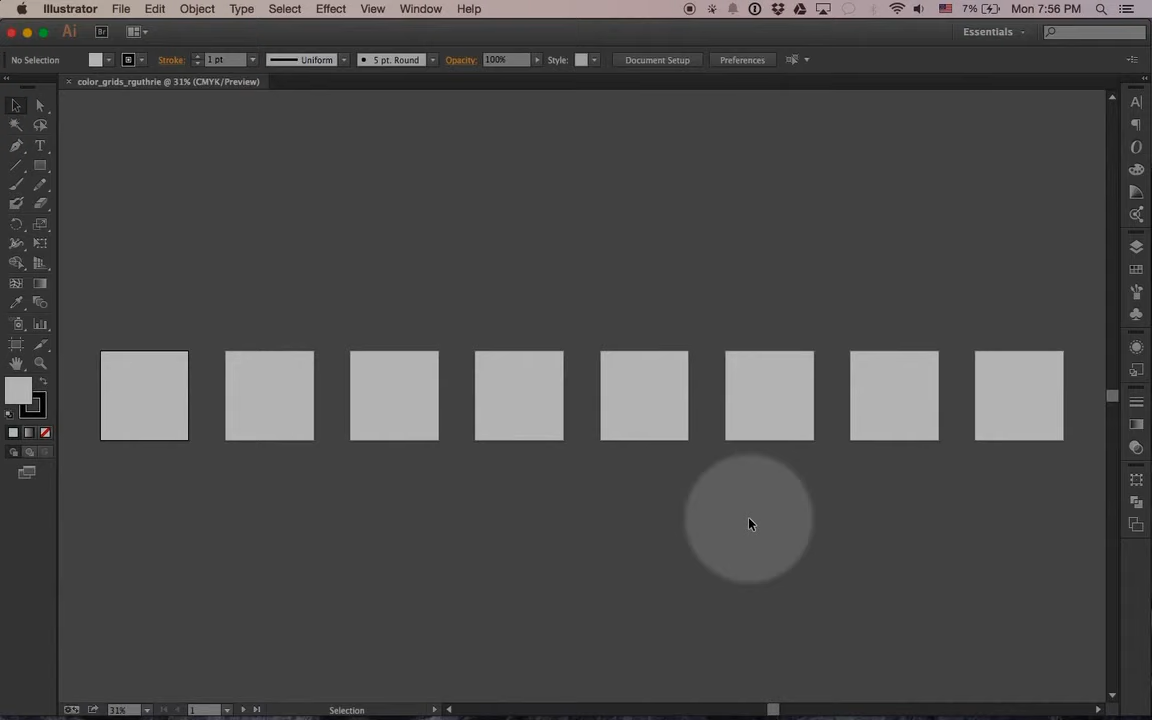 Illustrator File Edit Object Type Select Effect View Window Help 7% Mon 7:56 PM
Ai Br Essentials
No Selection Stroke: 1 pt Uniform 5 pt. Round Opacity: 100% Style: Document Setup Preferences
× color_grids_rguthrie @ 31% (CMYK/Preview)
31% 1 Selection